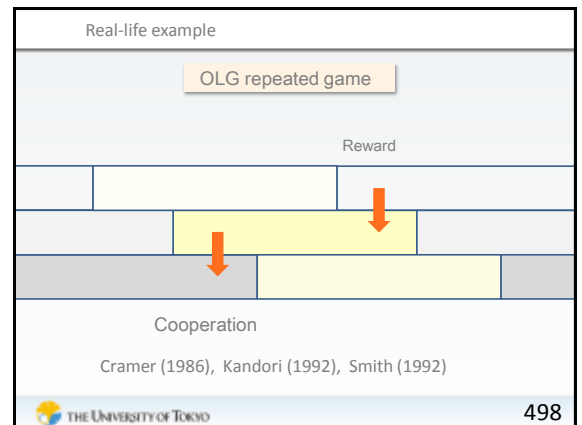 Real-life example
OLG repeated game
Reward
Cooperation
Cramer (1986), Kandori (1992), Smith (1992)
THE UNIVERSITY OF TOKYO
498